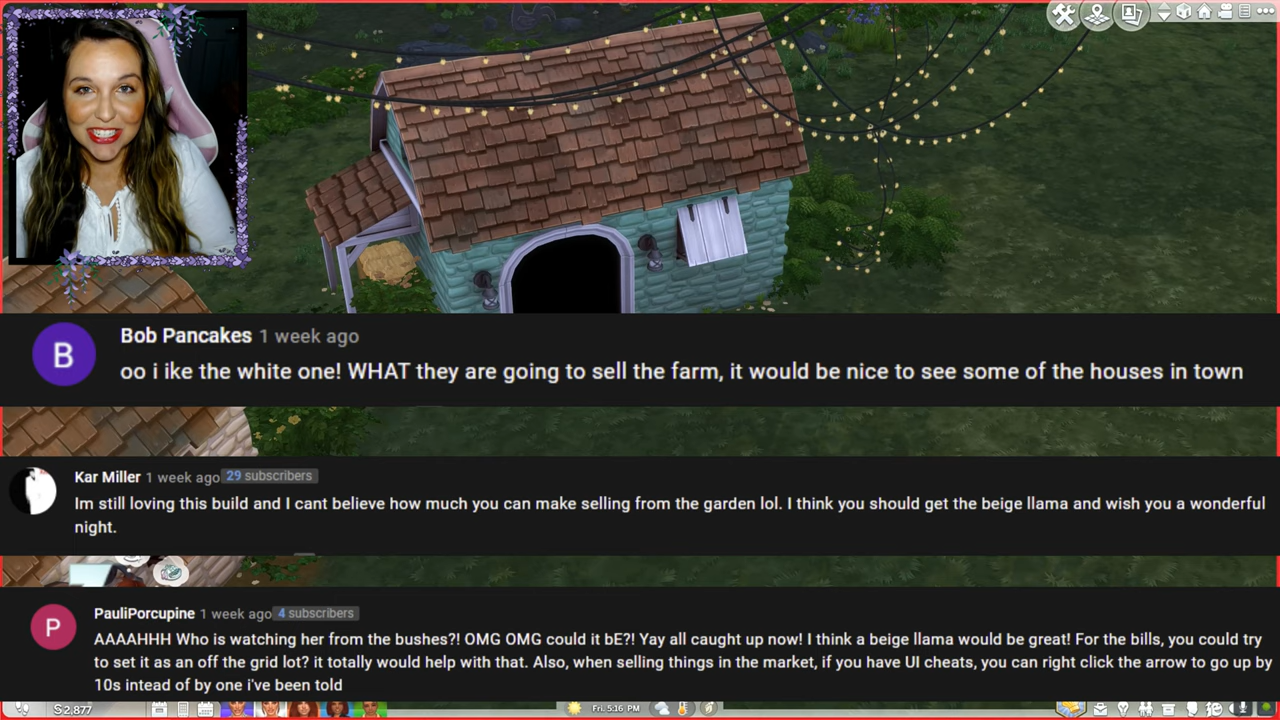 Bob Pancakes 1 week ago
B
oo i ike the white one! WHAT they are going to sell the farm, it would be nice to see some of the houses in town
Kar Miller 1 week ago 29 subscribers
Im still loving this build and I cant believe how much you can make selling from the garden lol. I think you should get the beige llama and wish you a wonderful
night.
PauliPorcupine 1 week ago 4 subscribers
P
AAAAHHH Who is watching her from the bushes?! OMG OMG could it bE?! Yay all caught up now! I think a beige llama would be great! For the bills, you could try
to set it as an off the grid lot? it totally would help with that. Also, when selling things in the market, if you have UI cheats, you can right click the arrow to go up by
10s intead of by one i've been told
§2,877
Fri. 5:16 PM